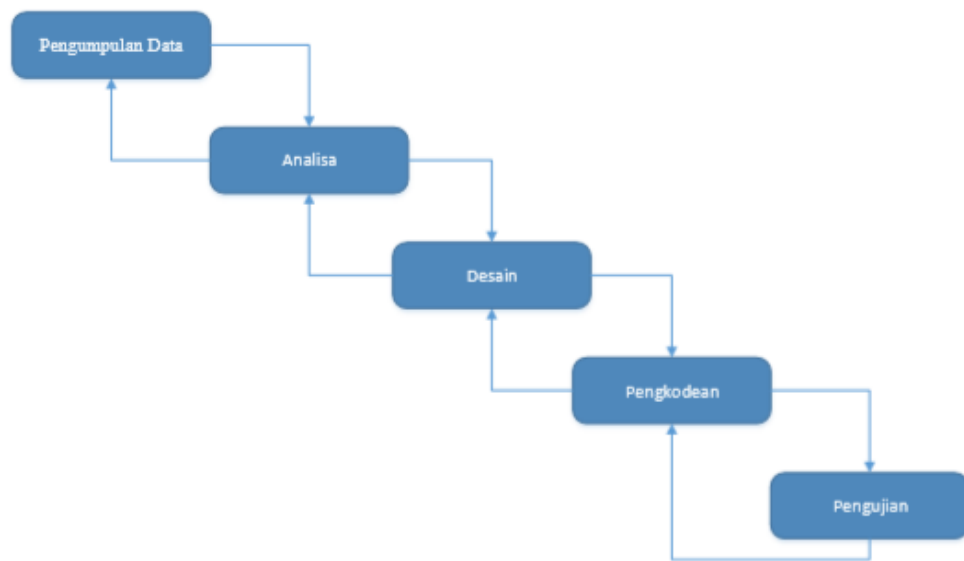 Pengumpulan Data
Analisa
Desain
Pengkodean
Pengujian